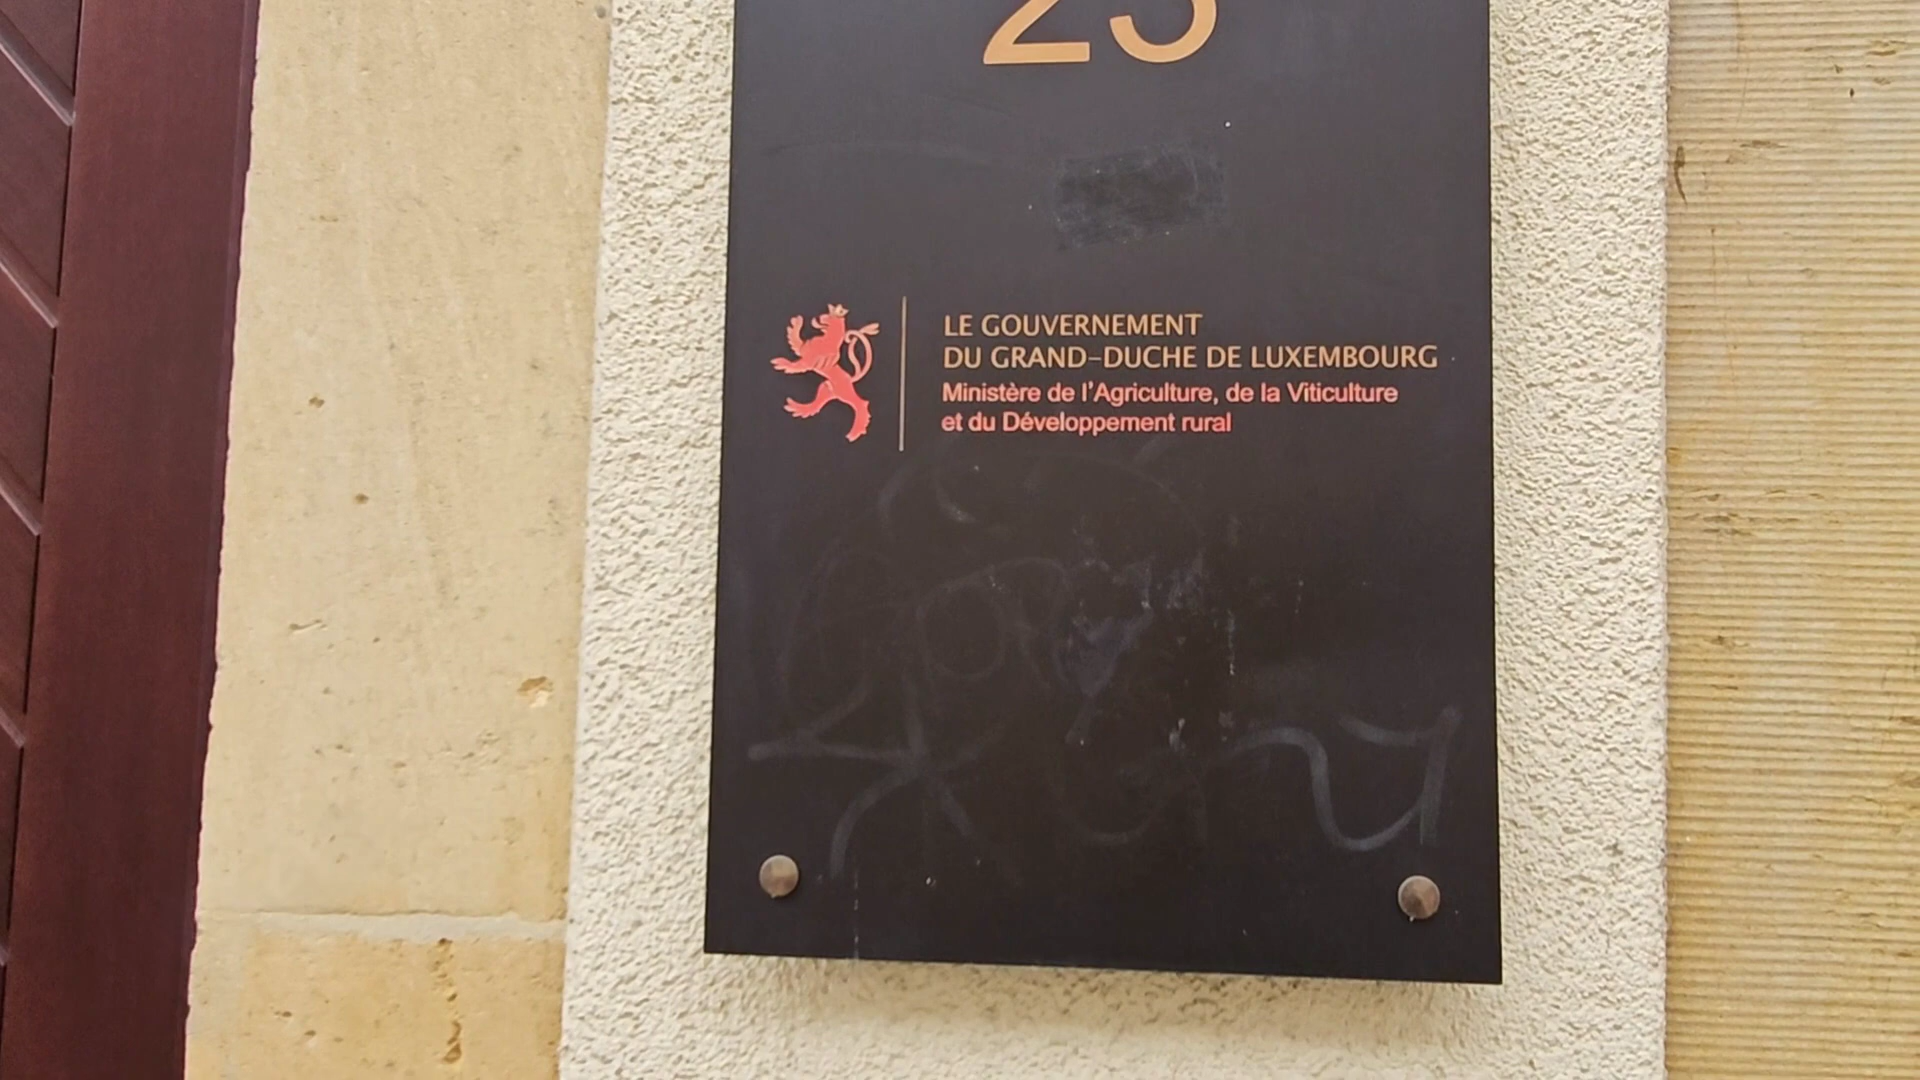 23
LE GOUVERNEMENT
DU GRAND-DUCHE DE LUXEMBOURG
Ministère de l'Agriculture, de la Viticulture
et du Développement rural